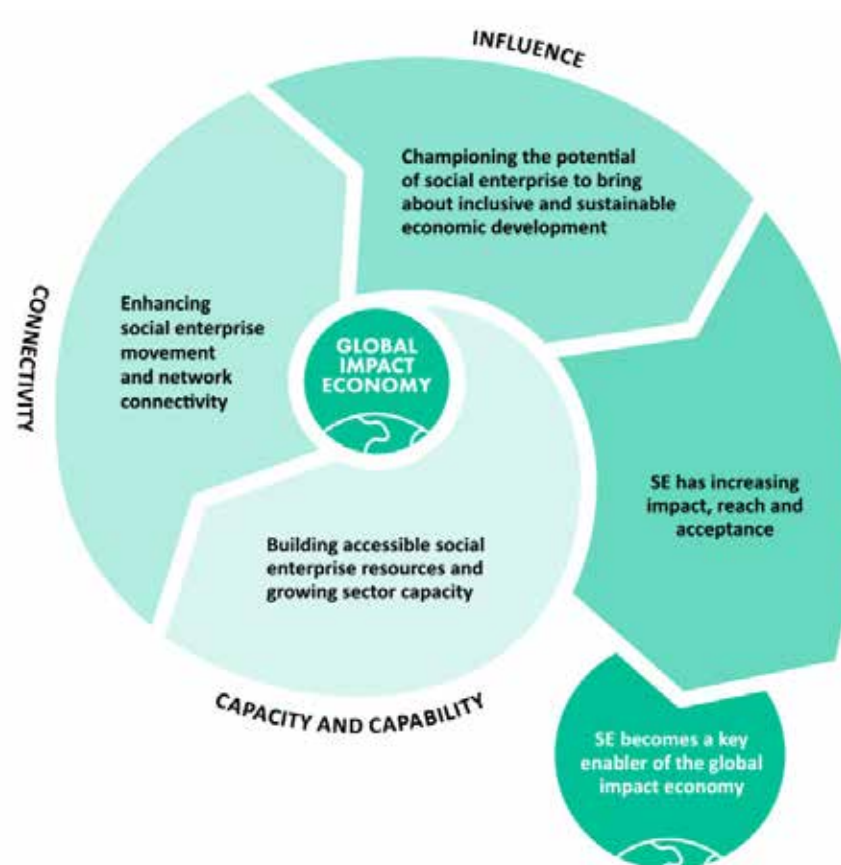 INFLUENCE
Championing the potential
of social enterprise to bring
about inclusive and sustainable
economic development
CONNECTIVITY
Enhancing
social enterprise
movement
and network
connectivity
GLOBAL
IMPACT
ECONOMY
SE has increasing
impact, reach and
acceptance
Building accessible social
enterprise resources and
growing sector capacity
CAPACITY AND CAPABILITY
SE becomes a key
enabler of the global
impact economy